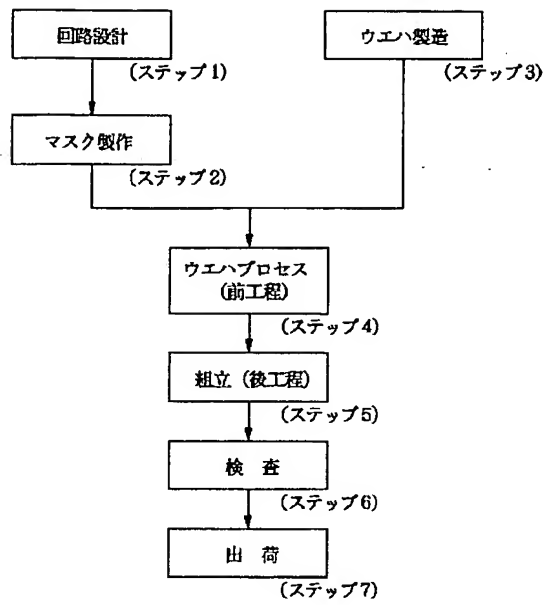 回路設計
(ステップ1)
ウエハ製造
(ステップ3)
マスク製作
(ステップ2)
ウエハプロセス
(前工程)
(ステップ4)
組立(後工程)
(ステップ5)
検 査
(ステップ6)
出 荷
(ステップ7)